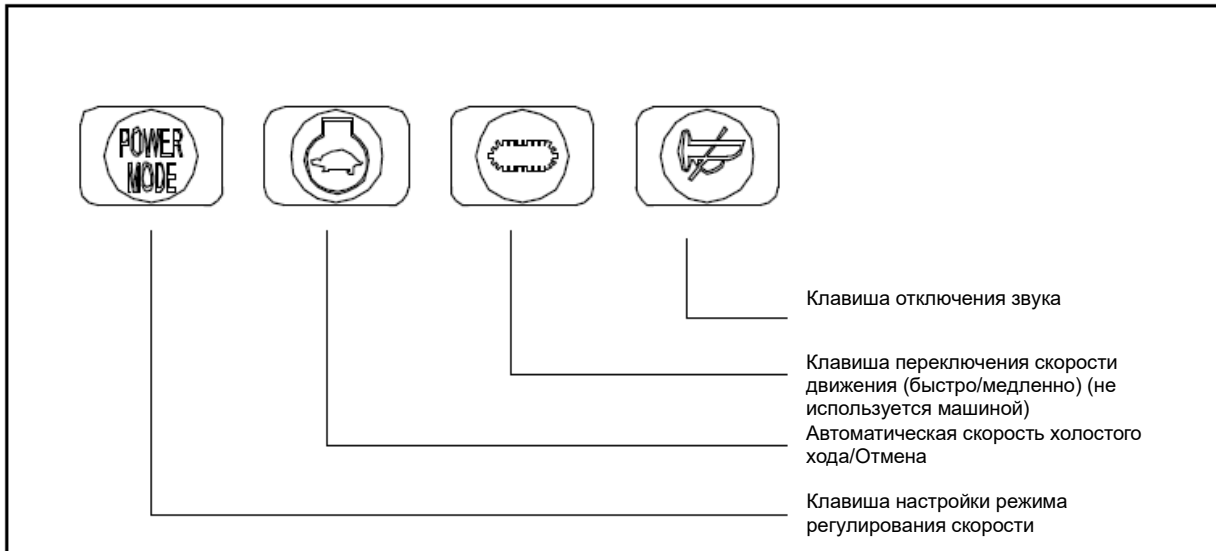 POWER
MODE
Клавиша отключения звука
Клавиша переключения скорости
движения (быстро/медленно) (не
используется машиной)
Автоматическая скорость холостого
хода/Отмена
Клавиша настройки режима
регулирования скорости